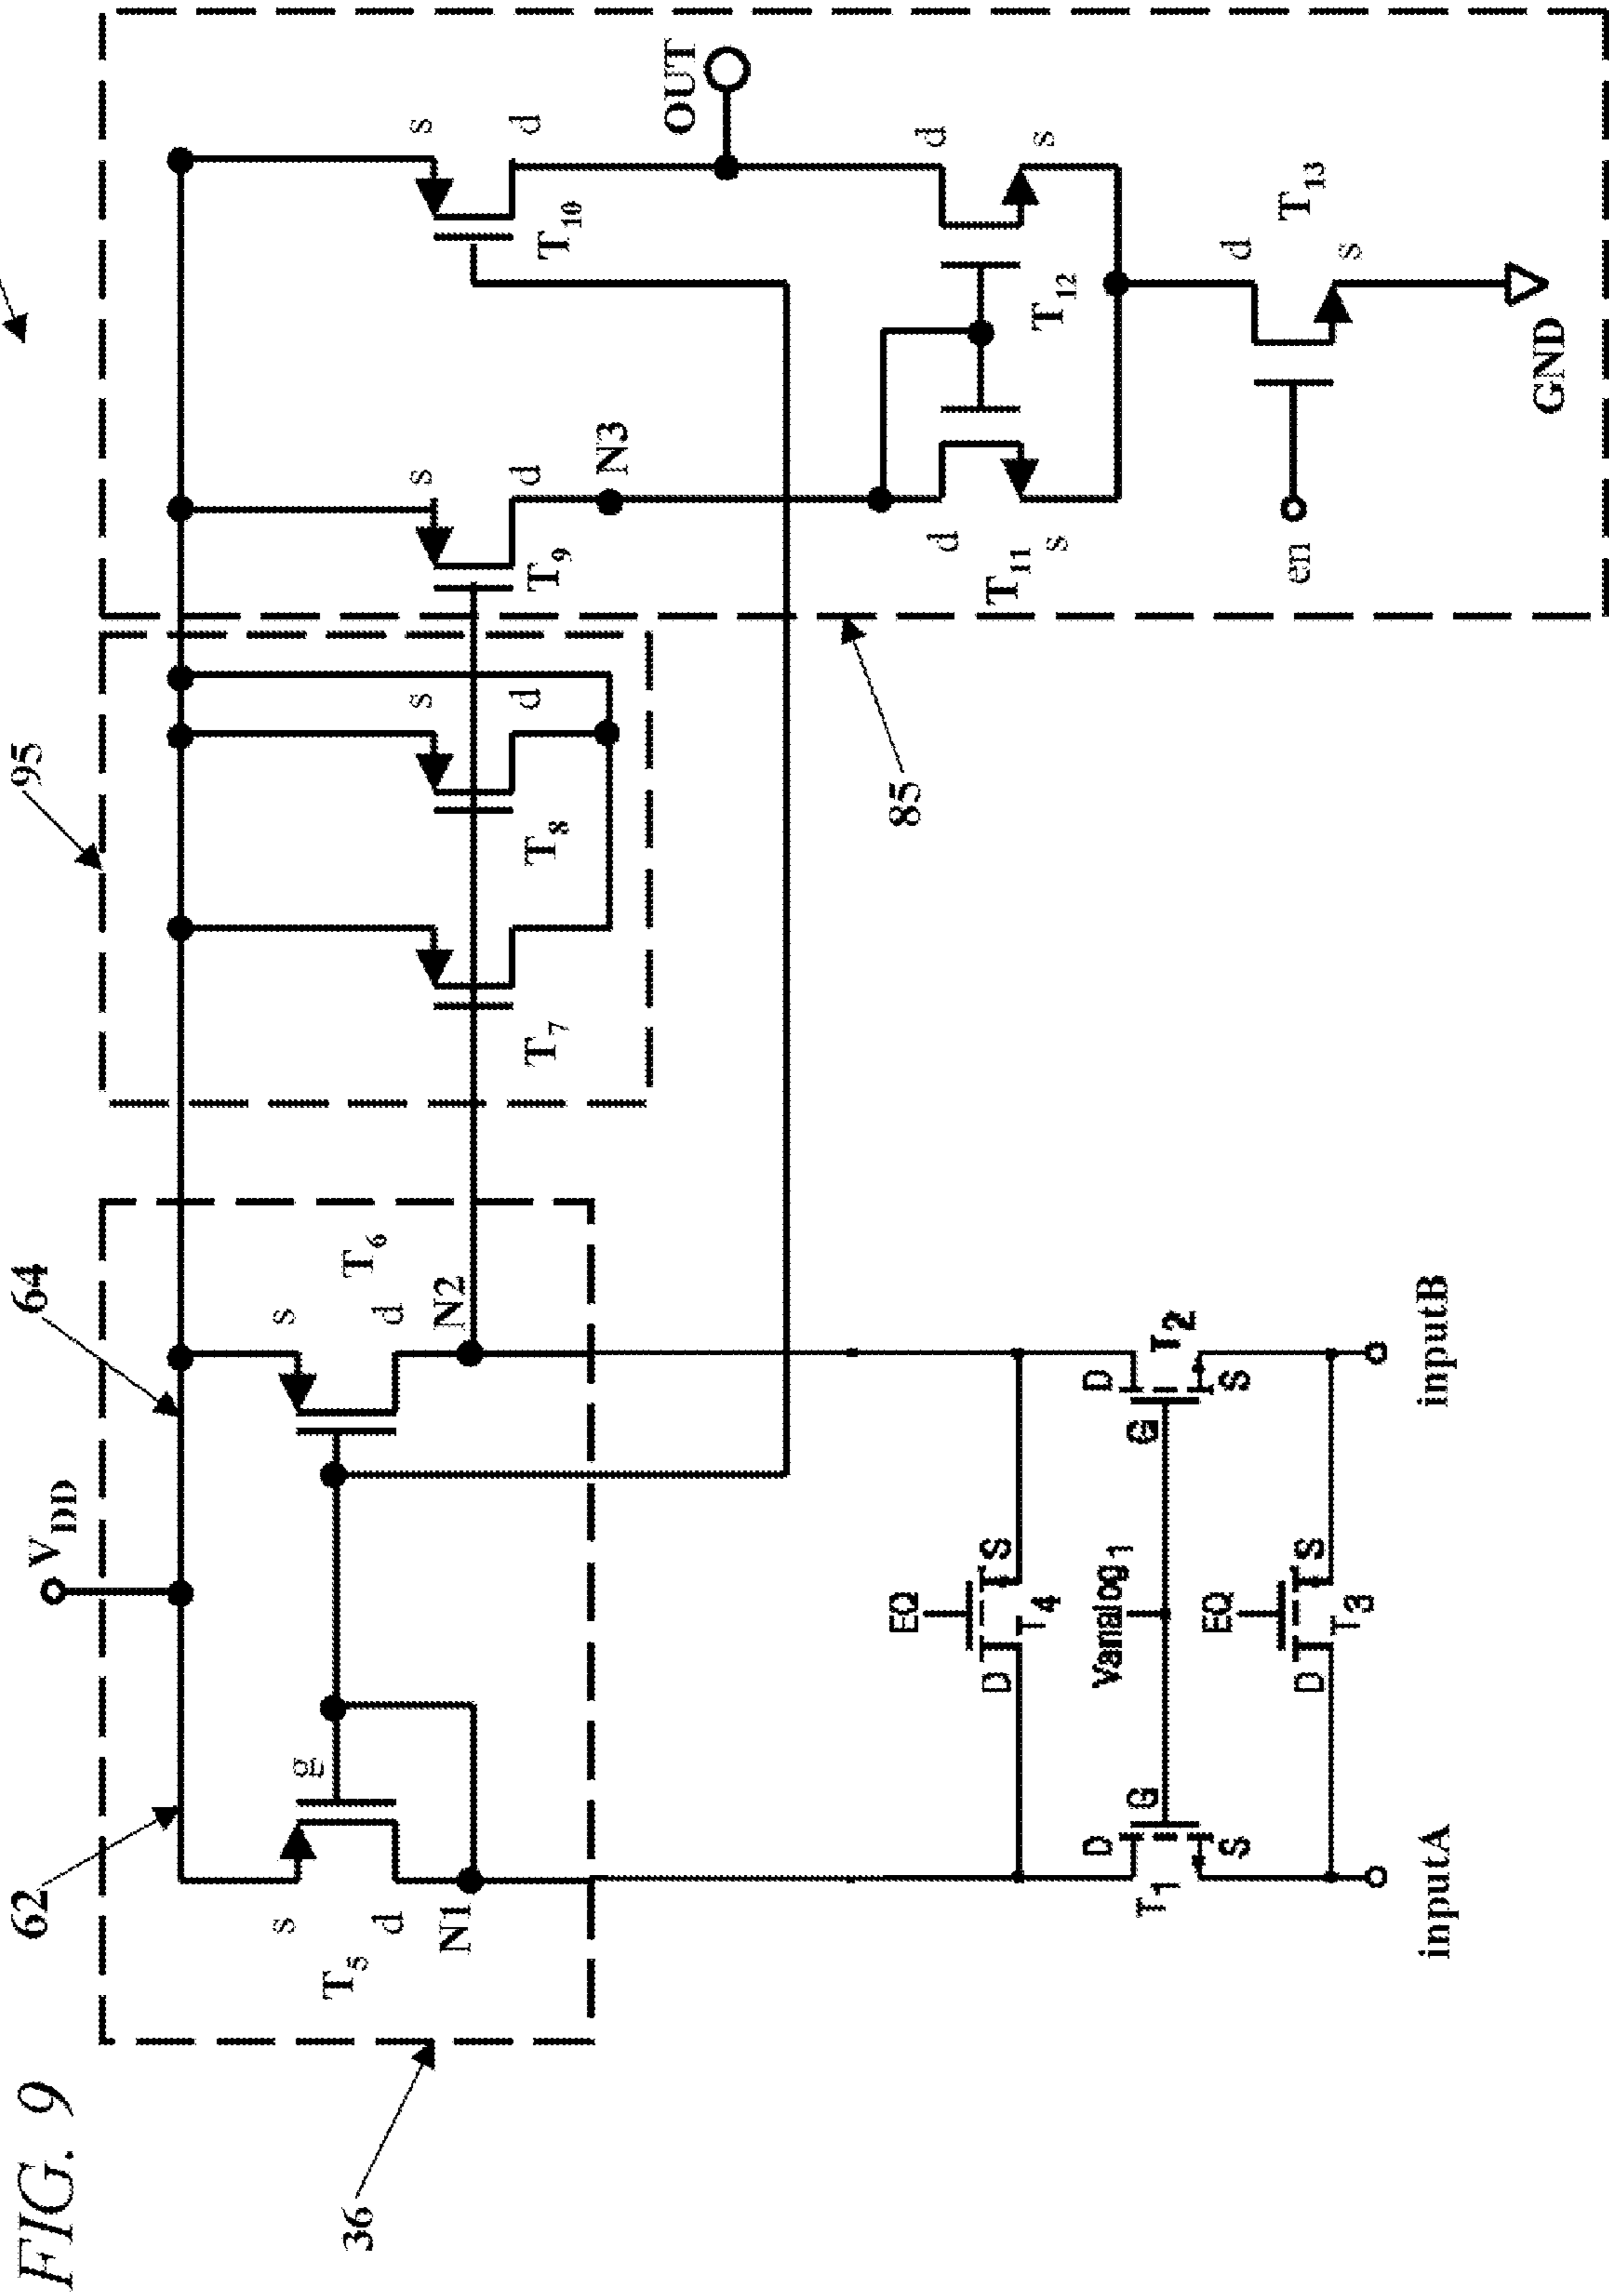 FIG. 9
62
V_DD
64
95
36
s
T_5
d
g
N1
s
T_6
d
N2
T_7
s
d
T_8
s
d
T_9
N3
s
d
T_10
OUT
85
d
T_11
s
d
T_12
s
en
d
T_13
s
GND
EQ
D
S
T_4
Vanalog_1
D
G
S
T_1
D
G
S
T_2
EQ
D
S
T_3
inputA
inputB